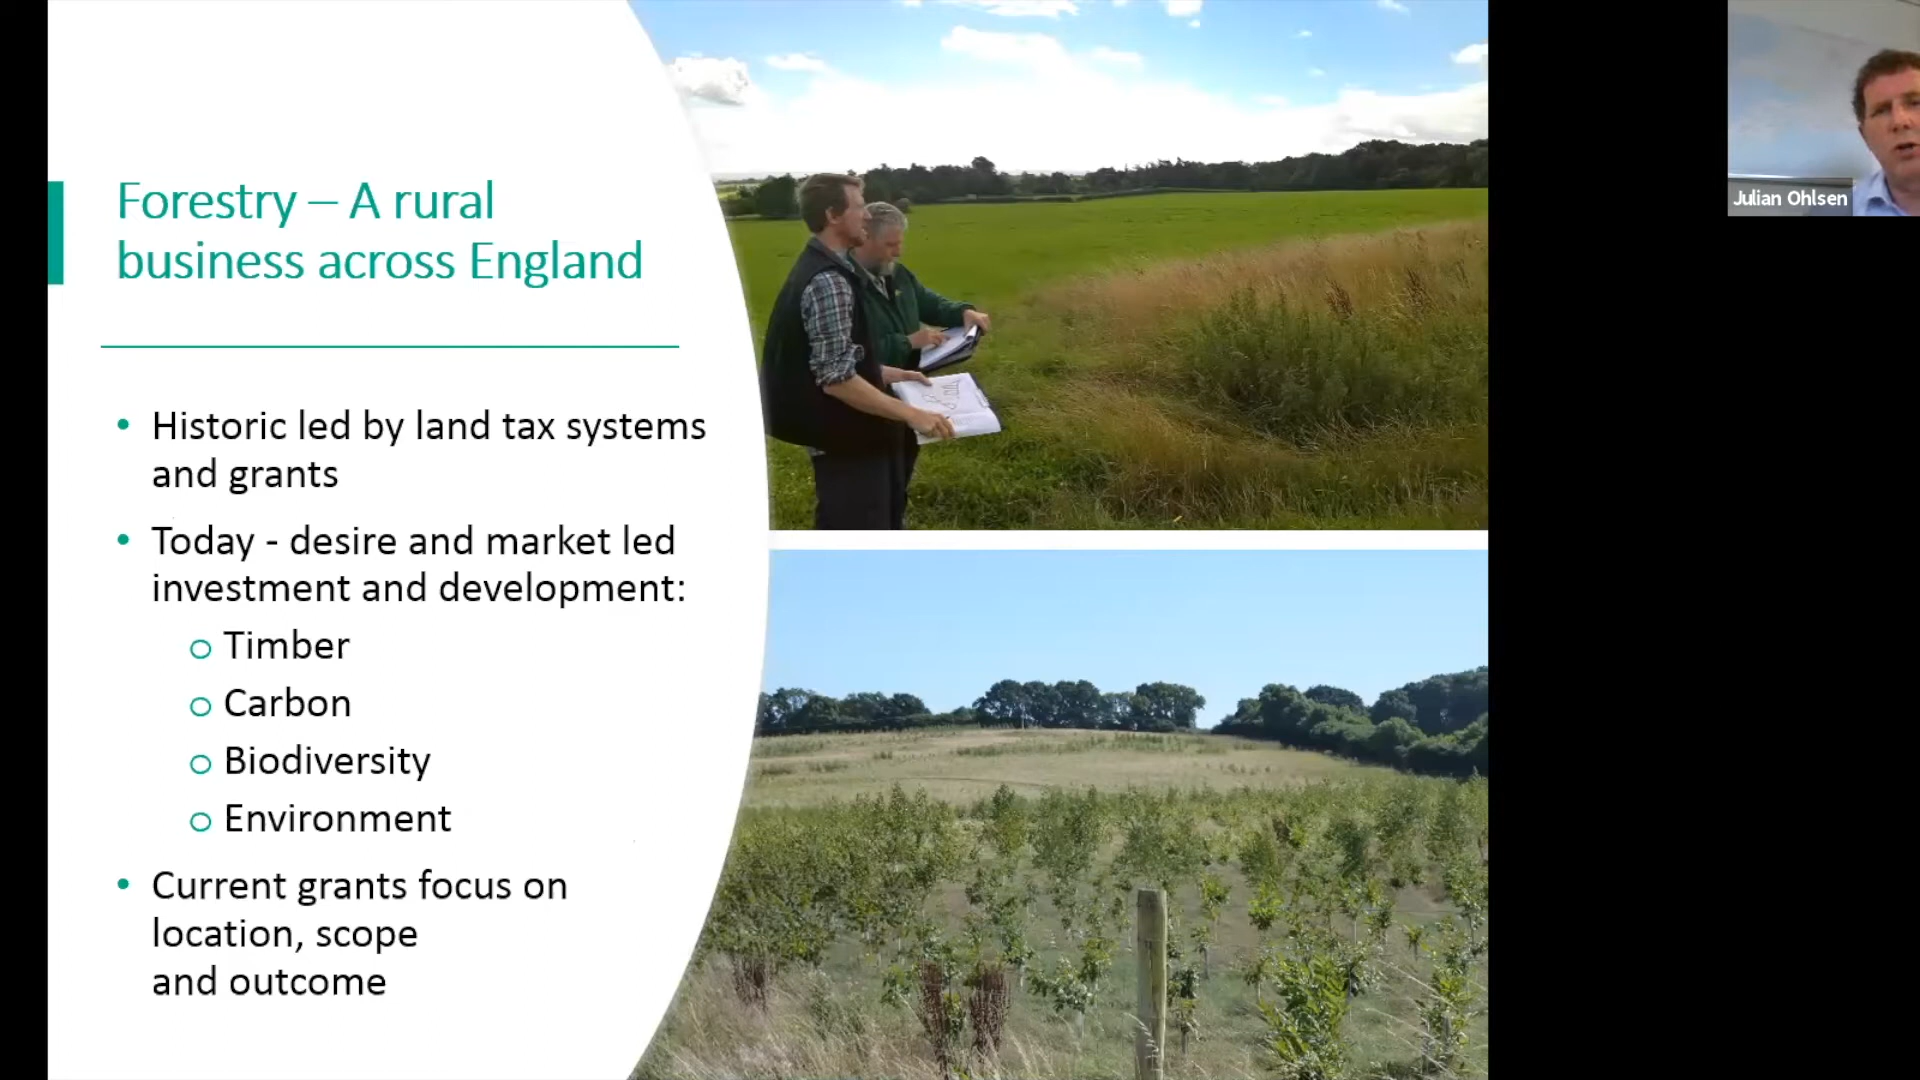 Forestry – A rural
business across England
• Historic led by land tax systems
and grants
• Today - desire and market led
investment and development:
o Timber
o Carbon
o Biodiversity
o Environment
• Current grants focus on
location, scope
and outcome
Julian Ohlsen